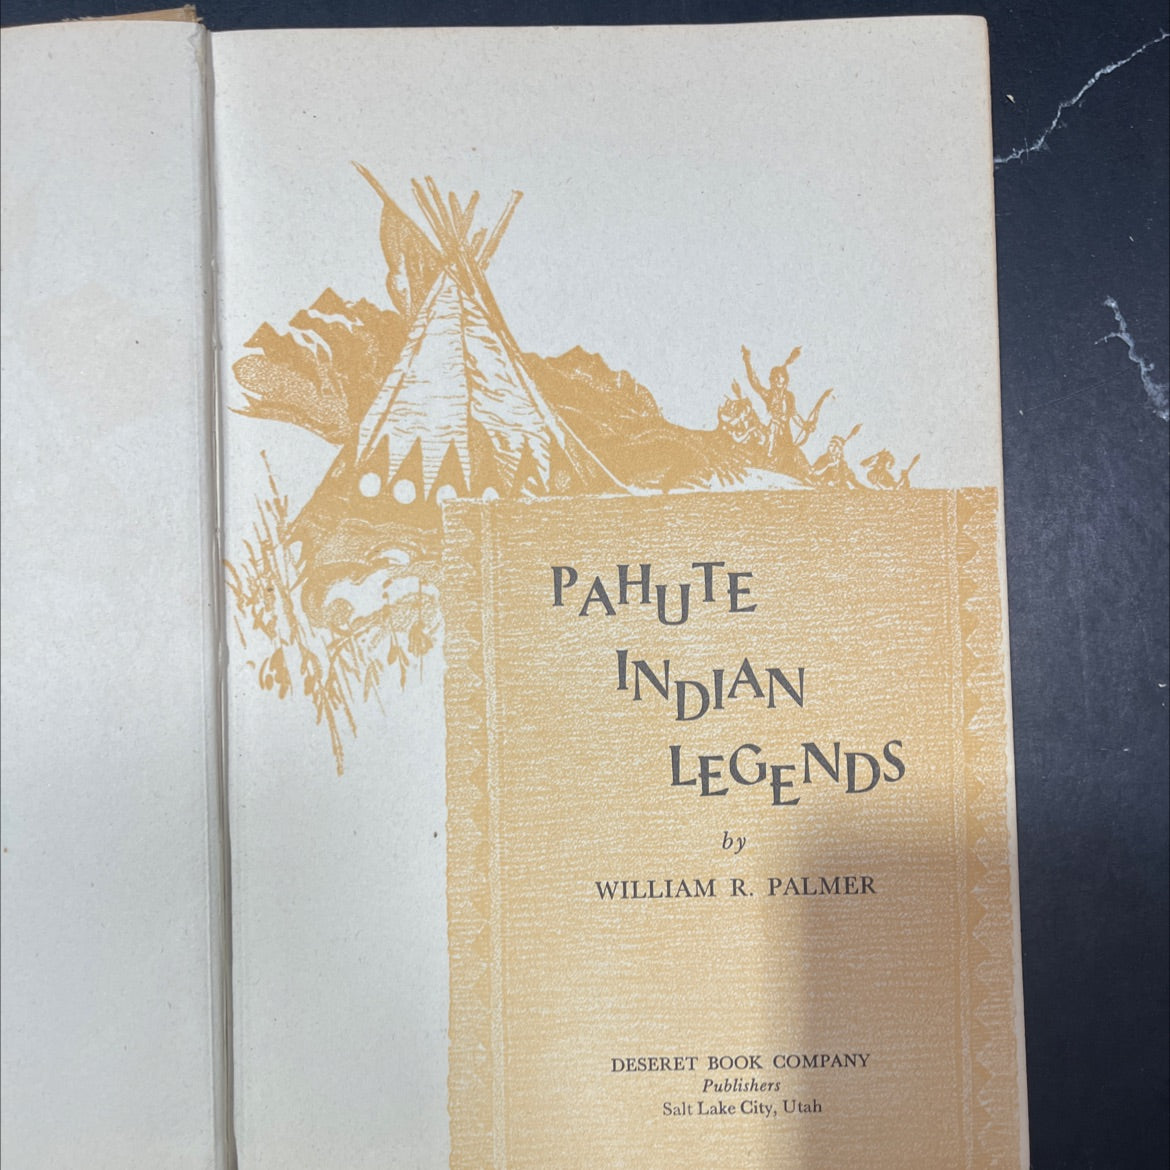 PAHUTE
INDIAN
LEGENDS
by
WILLIAM R. PALMER
DESERET BOOK COMPANY
Publishers
Salt Lake City, Utah